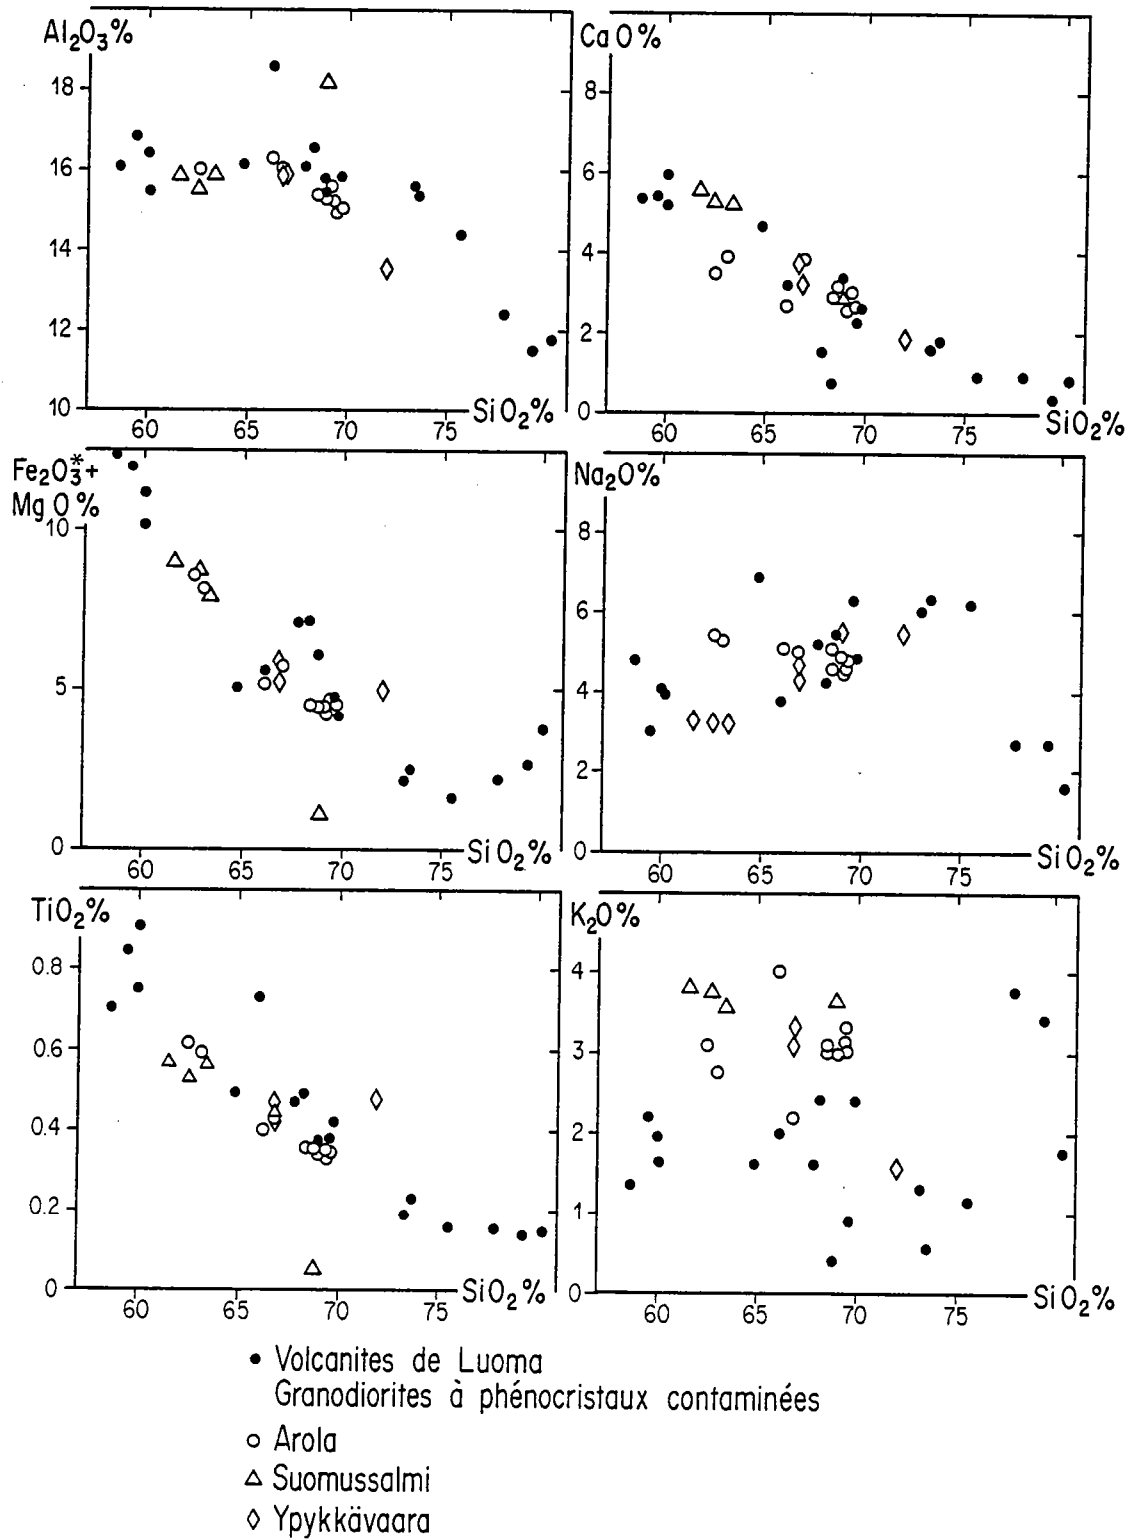 Al₂O₃%
18
16
14
12
10
60 65 70 75 SiO₂%
CaO%
8
6
4
2
0
60 65 70 75 SiO₂%
Fe₂O₃*+
MgO%
10
5
0
60 65 70 75 SiO₂%
Na₂O%
8
6
4
2
0
60 65 70 75 SiO₂%
TiO₂%
0.8
0.6
0.4
0.2
0
60 65 70 75 SiO₂%
K₂O%
4
3
2
1
0
60 65 70 75 SiO₂%
Volcanites de Luoma
Granodiorites à phénocristaux contaminées
Arola
Suomussalmi
Ypykkävaara